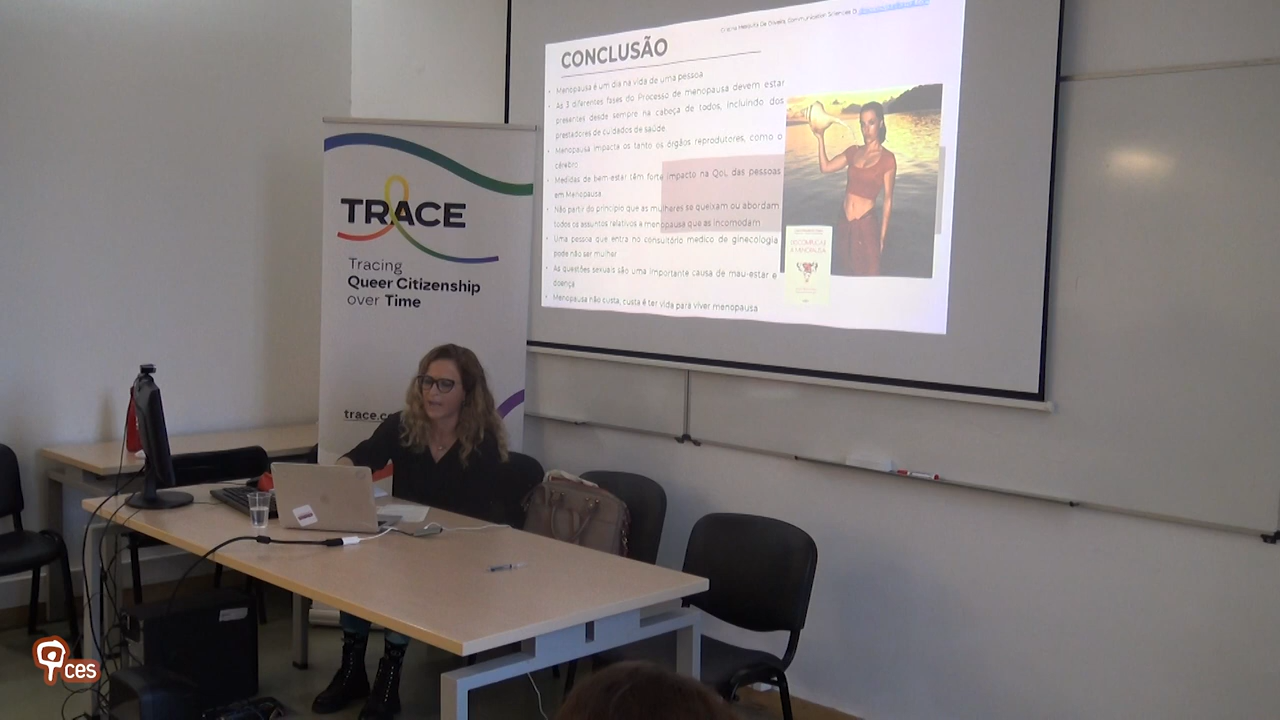 CONCLUSÃO
Menopausa é um dia na vida de uma pessoa
As 3 diferentes fases do Processo de menopausa devem estar
presentes desde sempre na cabeça de todos, incluindo dos
prestadores de cuidados de saúde
Menopausa impacta os tanto os órgãos reprodutores, como o
cérebro
Medidas de bem-estar têm forte impacto na QoL das pessoas
em Menopausa
Não partir do principio que as mulheres se queixam ou abordam
todos os assuntos relativos a menopausa que as incomodam
Uma pessoa que entra no consultório medico de ginecologia
pode não ser mulher
As questões sexuais são uma importante causa de mau-estar e
doença
Menopausa não custa, custa é ter vida para viver menopausa
A MENOPAUSA
TRACE
Tracing
Queer Citizenship
over Time
trace.c
ces